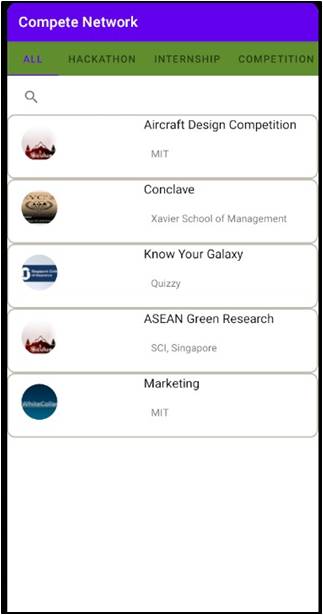 Compete Network
ALL HACKATHON INTERNSHIP COMPETITION
Aircraft Design Competition
MIT
Conclave
Xavier School of Management
Know Your Galaxy
Quizzy
ASEAN Green Research
SCI, Singapore
Marketing
WhiteCollar
MIT